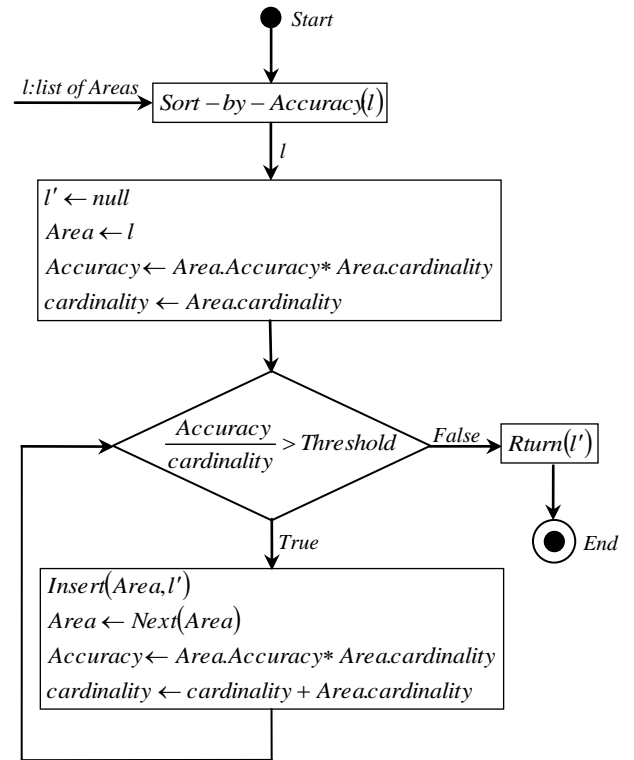 Start
l:list of Areas
Sort – by – Accuracy(l)
l
l′ ← null
Area ← l
Accuracy ← Area.Accuracy* Area.cardinality
cardinality ← Area.cardinality
Accuracy
cardinality
> Threshold
False
Rturn(l')
True
End
Insert(Area,l')
Area ← Next(Area)
Accuracy ← Area.Accuracy* Area.cardinality
cardinality ← cardinality + Area.cardinality